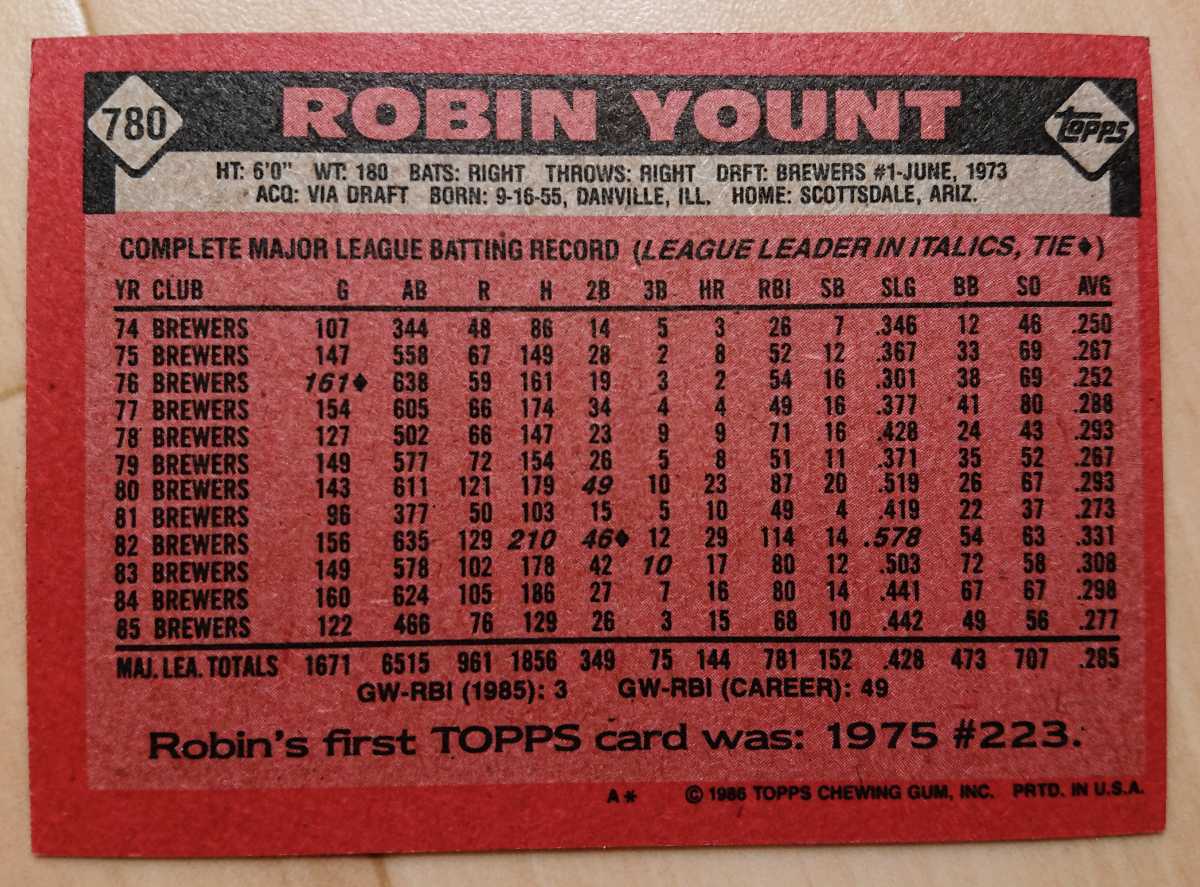 780 ROBIN YOUNT TOPPS
HT: 6'0" WT: 180 BATS: RIGHT THROWS: RIGHT DRFT: BREWERS #1-JUNE, 1973
ACQ: VIA DRAFT BORN: 9-16-55, DANVILLE, ILL. HOME: SCOTTSDALE, ARIZ.
COMPLETE MAJOR LEAGUE BATTING RECORD (LEAGUE LEADER IN ITALICS, TIE♦)
YR CLUB G AB R H 2B 3B HR RBI SB SLG BB SO AVG
74 BREWERS 107 344 48 86 14 5 3 26 7 .346 12 46 .250
75 BREWERS 147 558 67 149 28 2 8 52 12 .367 33 69 .267
76 BREWERS 161♦ 638 59 161 19 3 2 54 16 .301 38 69 .252
77 BREWERS 154 605 66 174 34 4 4 49 16 .377 41 80 .288
78 BREWERS 127 502 66 147 23 9 9 71 16 .428 24 43 .293
79 BREWERS 149 577 72 154 26 5 8 51 11 .371 35 52 .267
80 BREWERS 143 611 121 179 49 10 23 87 20 .519 26 67 .293
81 BREWERS 96 377 50 103 15 5 10 49 4 .419 22 37 .273
82 BREWERS 156 635 129 210 46♦ 12 29 114 14 .578 54 63 .331
83 BREWERS 149 578 102 178 42 10 17 80 12 .503 72 58 .308
84 BREWERS 160 624 105 186 27 7 16 80 14 .441 67 67 .298
85 BREWERS 122 466 76 129 26 3 15 68 10 .442 49 56 .277
MAJ. LEA. TOTALS 1671 6515 961 1856 349 75 144 781 152 .428 473 707 .285
GW-RBI (1985): 3 GW-RBI (CAREER): 49
Robin's first TOPPS card was: 1975 #223.
A* © 1986 TOPPS CHEWING GUM, INC. PRTD. IN U.S.A.